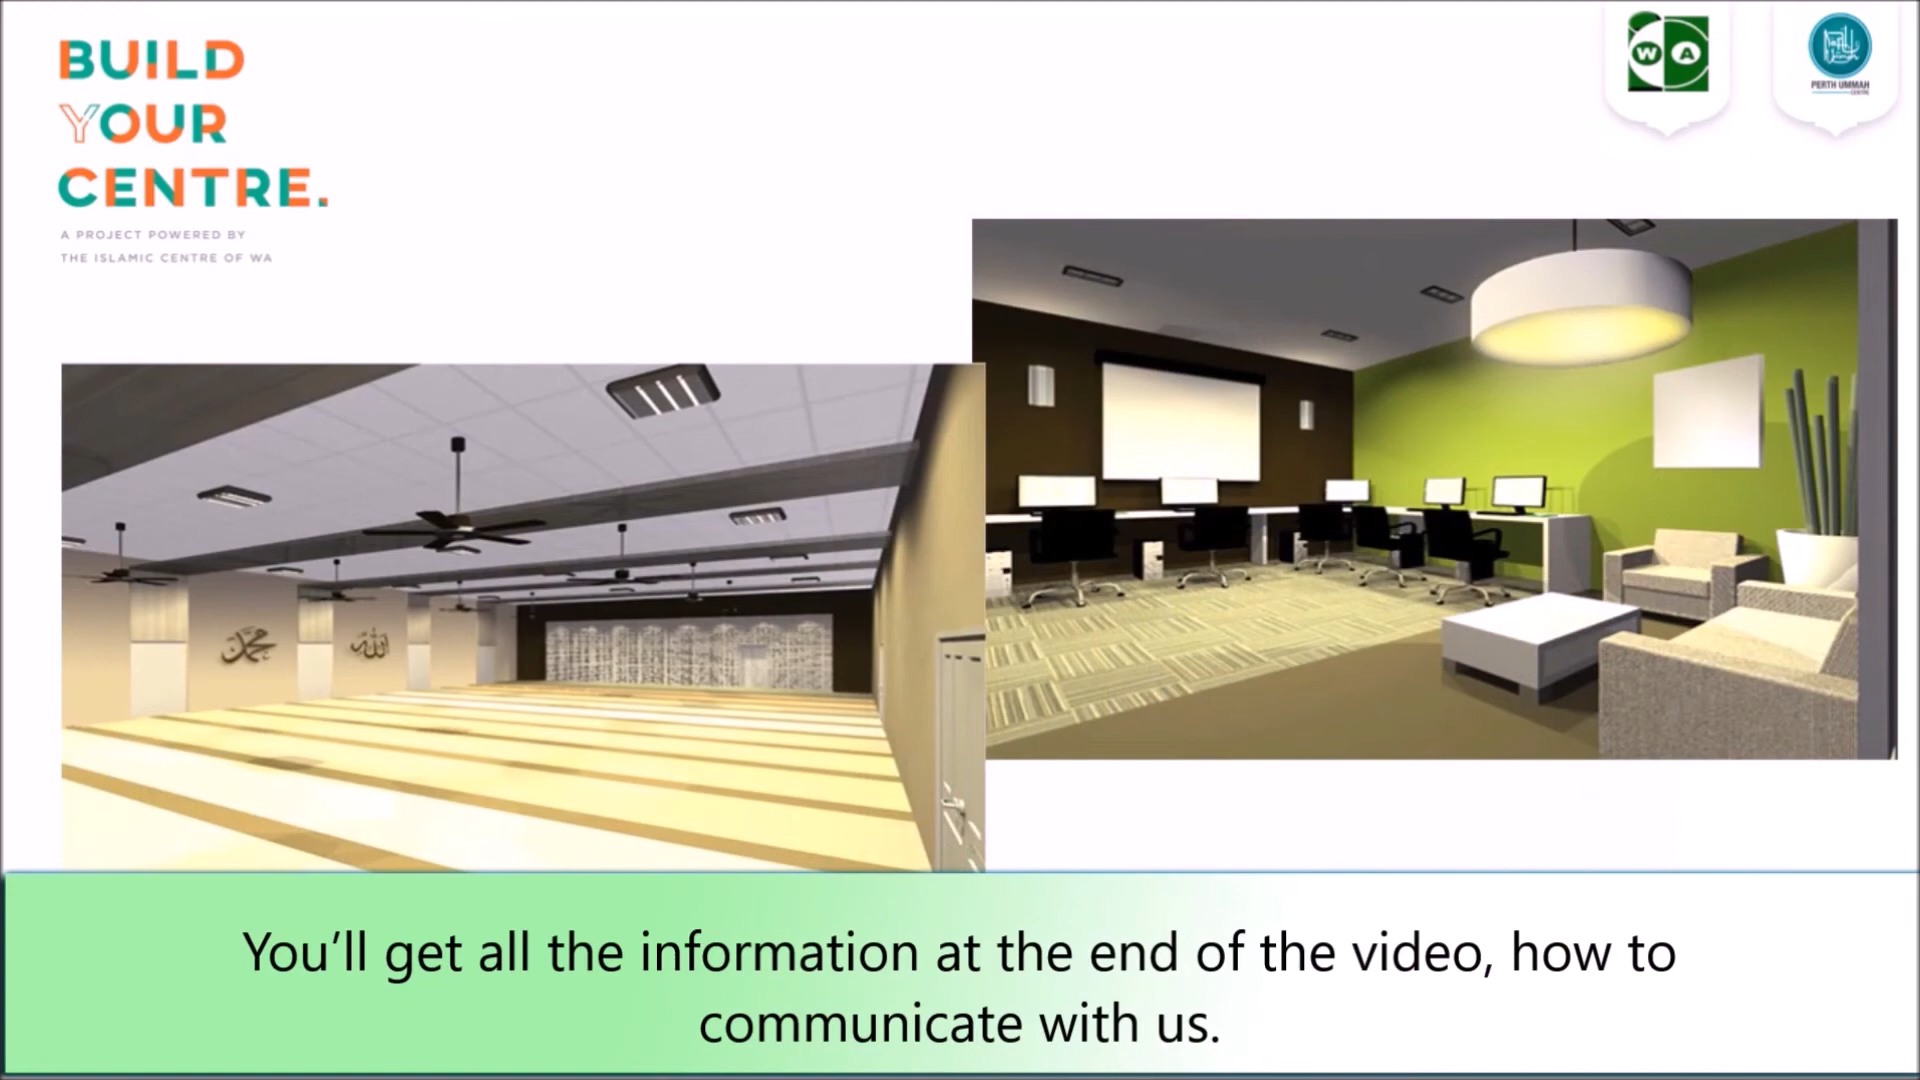 BUILD
YOUR
CENTRE.
A PROJECT POWERED BY
THE ISLAMIC CENTRE OF WA
W A
PERTH UMMAH
CENTRE
محمد
الله
You'll get all the information at the end of the video, how to
communicate with us.